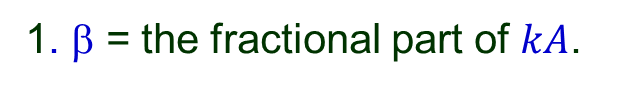 1. β = the fractional part of kA.